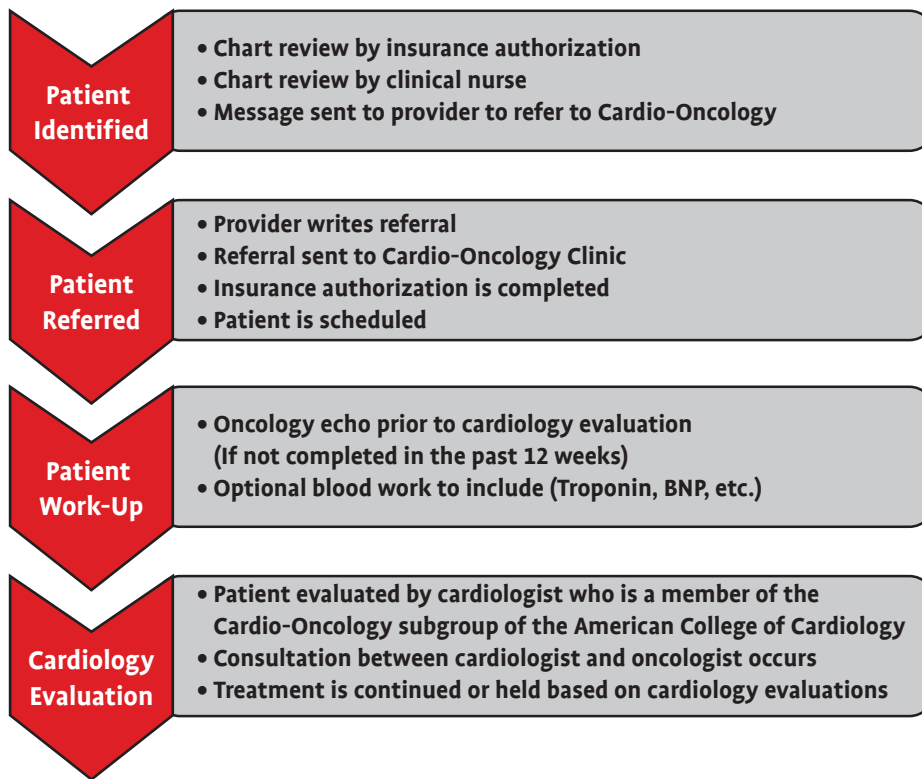 Patient
Identified
• Chart review by insurance authorization
• Chart review by clinical nurse
• Message sent to provider to refer to Cardio-Oncology
Patient
Referred
• Provider writes referral
• Referral sent to Cardio-Oncology Clinic
• Insurance authorization is completed
• Patient is scheduled
Patient
Work-Up
• Oncology echo prior to cardiology evaluation
(If not completed in the past 12 weeks)
• Optional blood work to include (Troponin, BNP, etc.)
Cardiology
Evaluation
• Patient evaluated by cardiologist who is a member of the
Cardio-Oncology subgroup of the American College of Cardiology
• Consultation between cardiologist and oncologist occurs
• Treatment is continued or held based on cardiology evaluations